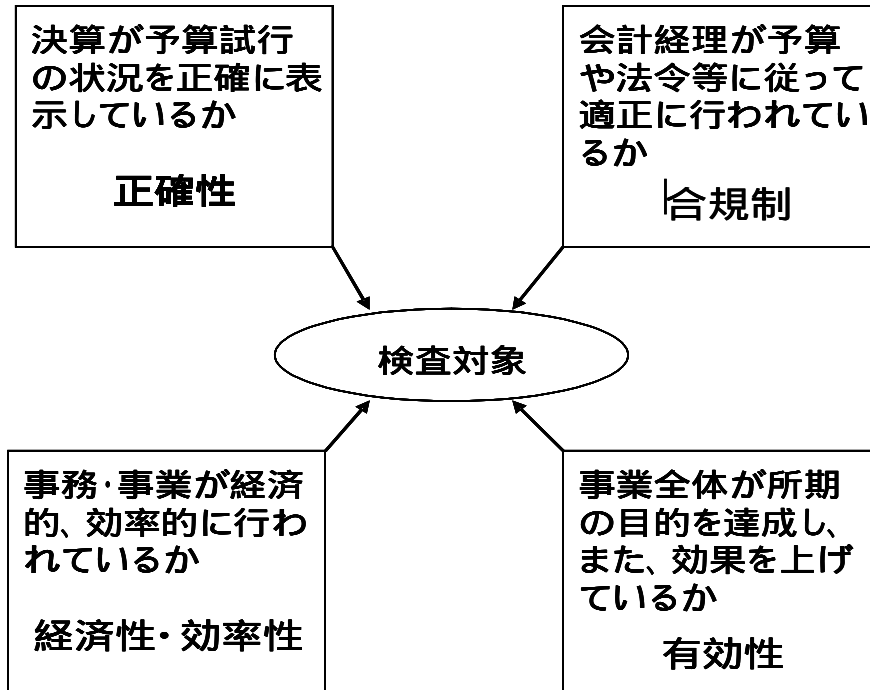 決算が予算試行
の状況を正確に表
示しているか
正確性
会計経理が予算
や法令等に従って
適正に行われてい
るか
合規制
検査対象
事務・事業が経済
的、効率的に行わ
れているか
経済性・効率性
事業全体が所期
の目的を達成し、
また、効果を上げ
ているか
有効性